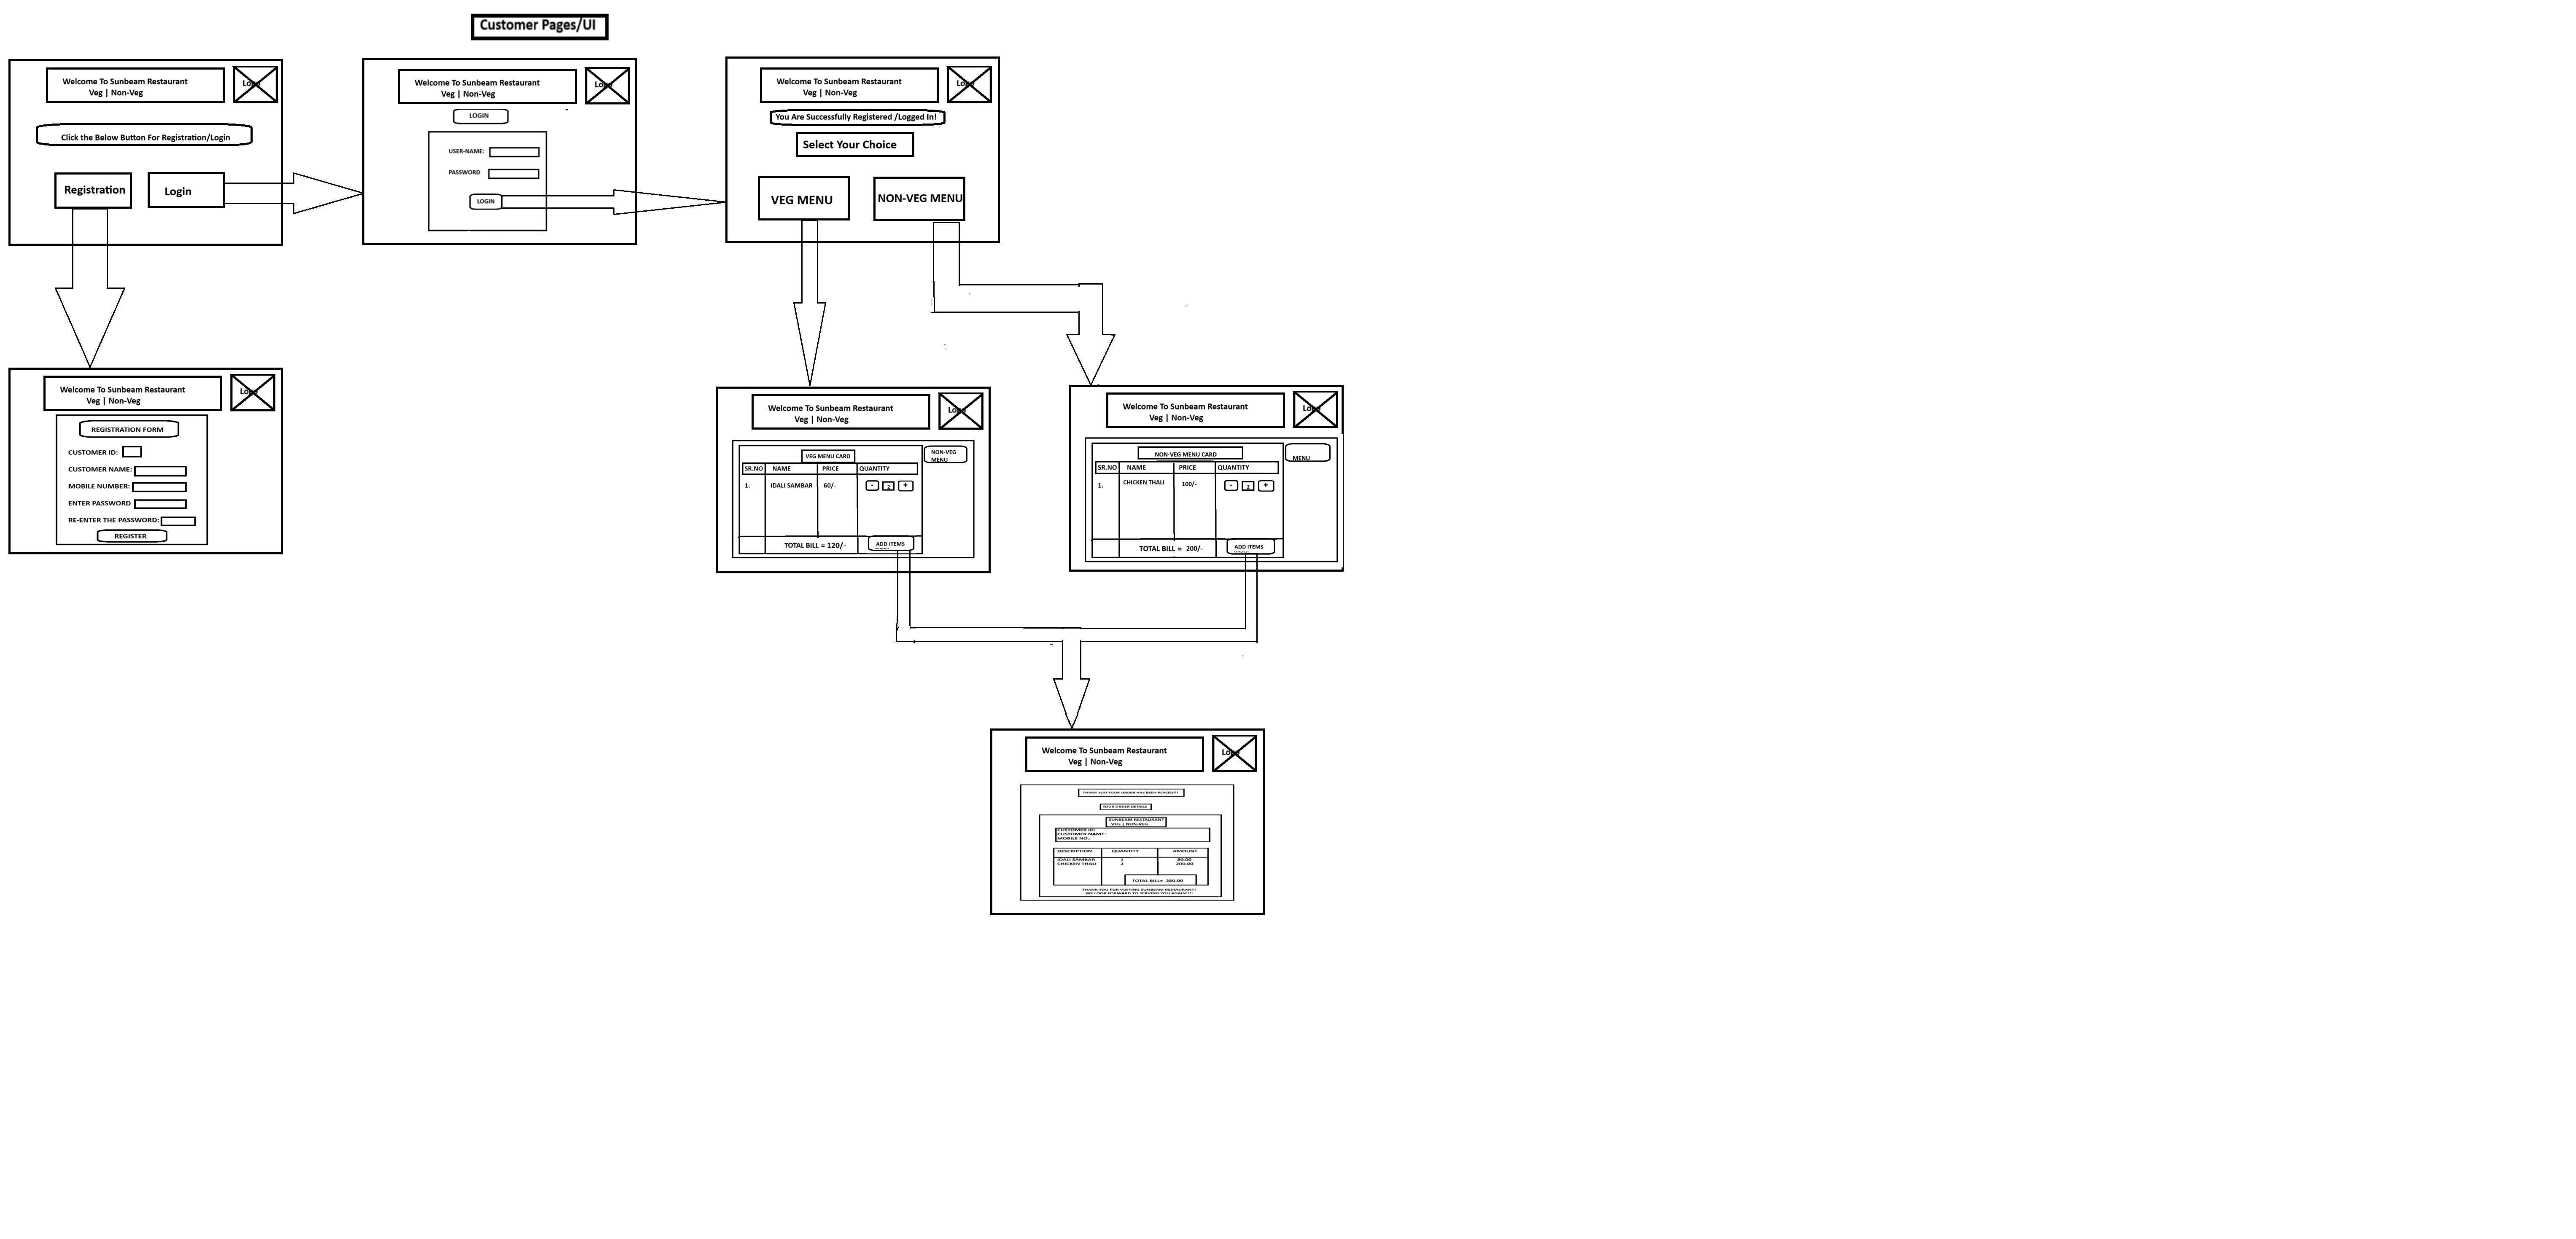 Customer Pages/UI
Welcome To Sunbeam Restaurant
Veg | Non-Veg
Logo
Click the Below Button For Registration/Login
Registration
Login
Welcome To Sunbeam Restaurant
Veg | Non-Veg
Logo
LOGIN
USER-NAME:
PASSWORD
LOGIN
Welcome To Sunbeam Restaurant
Veg | Non-Veg
Logo
You Are Successfully Registered /Logged In!
Select Your Choice
VEG MENU
NON-VEG MENU
Welcome To Sunbeam Restaurant
Veg | Non-Veg
Logo
REGISTRATION FORM
CUSTOMER ID:
CUSTOMER NAME:
MOBILE NUMBER:
ENTER PASSWORD
RE-ENTER THE PASSWORD:
REGISTER
Welcome To Sunbeam Restaurant
Veg | Non-Veg
Logo
VEG MENU CARD
NON-VEG
MENU
SR.NO NAME PRICE QUANTITY
1. IDALI SAMBAR 60/- - 2 +
TOTAL BILL = 120/- ADD ITEMS
Welcome To Sunbeam Restaurant
Veg | Non-Veg
Logo
NON-VEG MENU CARD
MENU
SR.NO NAME PRICE QUANTITY
1. CHICKEN THALI 100/- - 2 +
TOTAL BILL = 200/- ADD ITEMS
Welcome To Sunbeam Restaurant
Veg | Non-Veg
Logo
THANK YOU YOUR ORDER HAS BEEN PLACED!!!
YOUR ORDER DETAILS
SUNBEAM RESTAURANT
VEG | NON-VEG
CUSTOMER ID:
CUSTOMER NAME:
MOBILE NO.:
DESCRIPTION QUANTITY AMOUNT
IDALI SAMBAR 1 80.00
CHICKEN THALI 2 200.00
TOTAL BILL= 280.00
THANK YOU FOR VISITING SUNBEAM RESTAURANT!
WE LOOK FORWARD TO SERVING YOU AGAIN!!!!